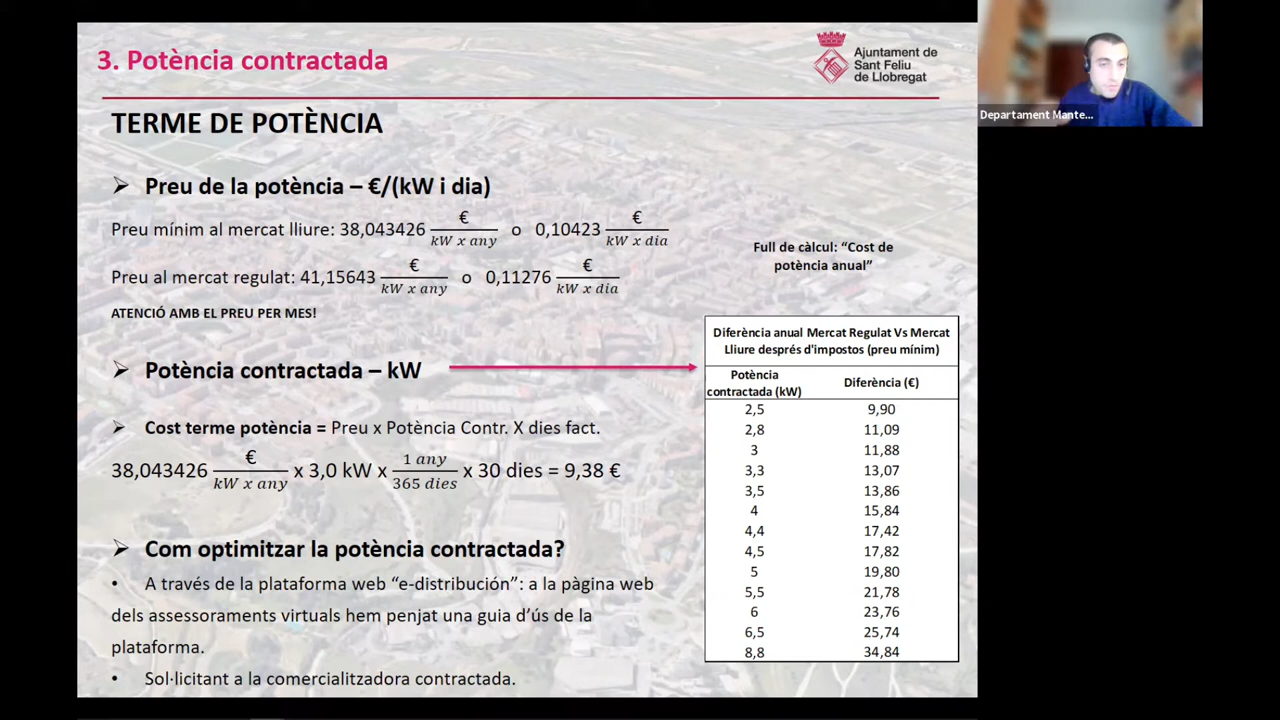 3. Potència contractada
Ajuntament de
Sant Feliu
de Llobregat
Departament Mante...
TERME DE POTÈNCIA
➢ Preu de la potència – €/(kW i dia)
Preu mínim al mercat lliure: 38,043426 €/(kW x any) o 0,10423 €/(kW x dia)
Preu al mercat regulat: 41,15643 €/(kW x any) o 0,11276 €/(kW x dia)
ATENCIÓ AMB EL PREU PER MES!
Full de càlcul: “Cost de
potència anual”
➢ Potència contractada – kW
➢ Cost terme potència = Preu x Potència Contr. X dies fact.
38,043426 €/(kW x any) x 3,0 kW x 1 any/365 dies x 30 dies = 9,38 €
➢ Com optimitzar la potència contractada?
• A través de la plataforma web “e-distribución”: a la pàgina web
dels assessoraments virtuals hem penjat una guia d’ús de la
plataforma.
• Sol·licitant a la comercialitzadora contractada.
Diferència anual Mercat Regulat Vs Mercat
Lliure després d'impostos (preu mínim)
Potència
contractada (kW) Diferència (€)
2,5 9,90
2,8 11,09
3 11,88
3,3 13,07
3,5 13,86
4 15,84
4,4 17,42
4,5 17,82
5 19,80
5,5 21,78
6 23,76
6,5 25,74
8,8 34,84